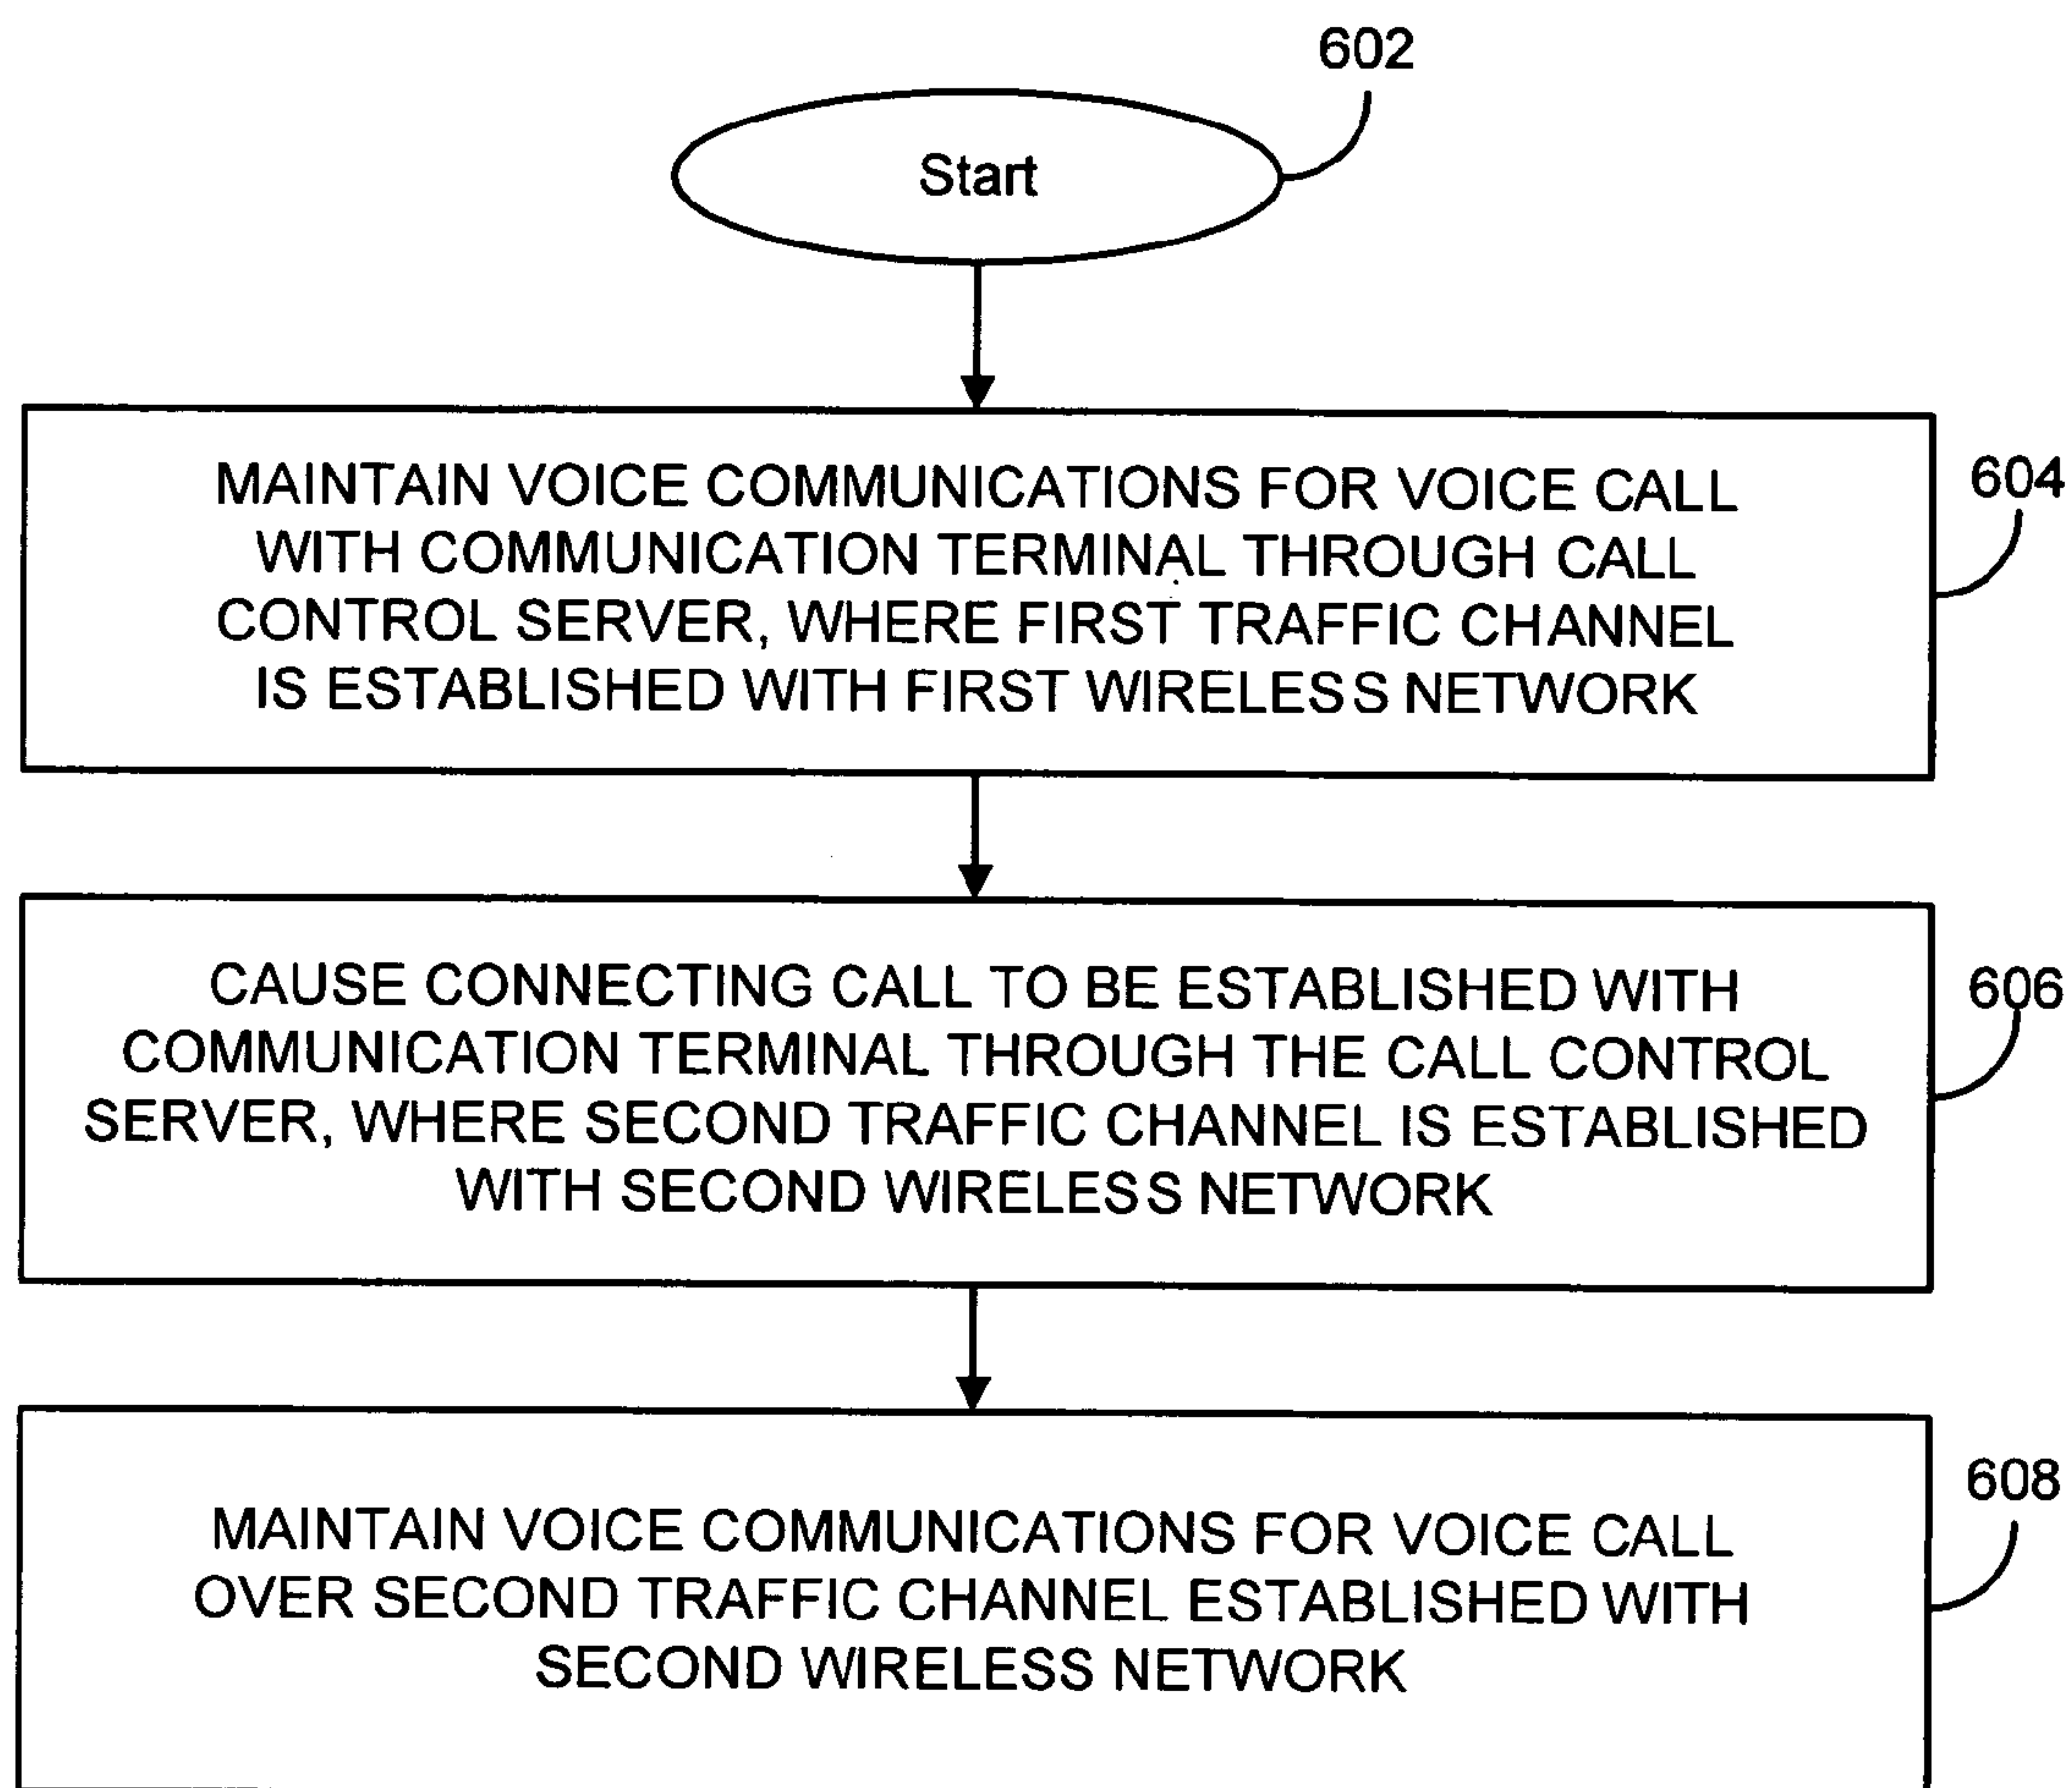 602
Start
604
MAINTAIN VOICE COMMUNICATIONS FOR VOICE CALL
WITH COMMUNICATION TERMINAL THROUGH CALL
CONTROL SERVER, WHERE FIRST TRAFFIC CHANNEL
IS ESTABLISHED WITH FIRST WIRELESS NETWORK
606
CAUSE CONNECTING CALL TO BE ESTABLISHED WITH
COMMUNICATION TERMINAL THROUGH THE CALL CONTROL
SERVER, WHERE SECOND TRAFFIC CHANNEL IS ESTABLISHED
WITH SECOND WIRELESS NETWORK
608
MAINTAIN VOICE COMMUNICATIONS FOR VOICE CALL
OVER SECOND TRAFFIC CHANNEL ESTABLISHED WITH
SECOND WIRELESS NETWORK